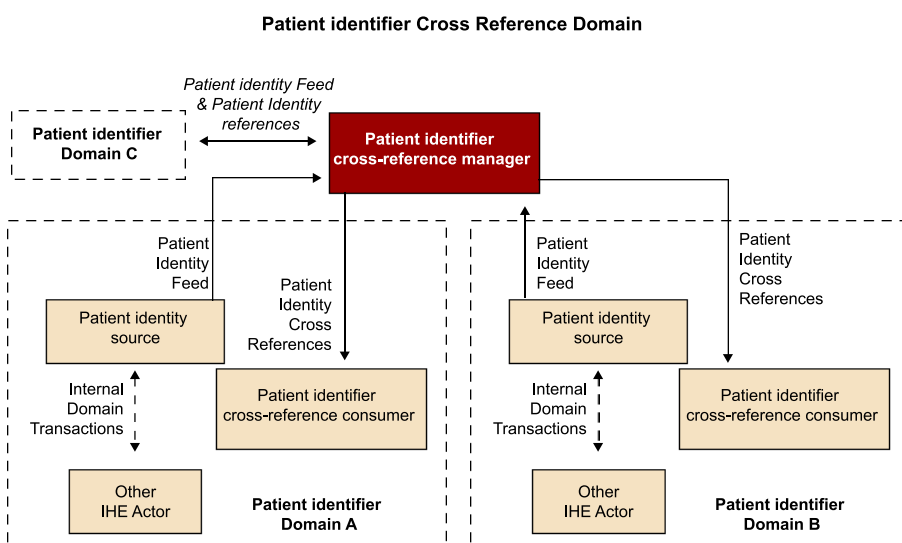 Patient identifier Cross Reference Domain
Patient identity Feed
& Patient Identity
references
Patient identifier
Domain C
Patient identifier
cross-reference manager
Patient
Identity
Feed
Patient
Identity
Cross
References
Patient identity
source
Internal
Domain
Transactions
Patient identifier
cross-reference consumer
Other
IHE Actor
Patient identifier
Domain A
Patient
Identity
Feed
Patient
Identity
Cross
References
Patient identity
source
Internal
Domain
Transactions
Patient identifier
cross-reference consumer
Other
IHE Actor
Patient identifier
Domain B